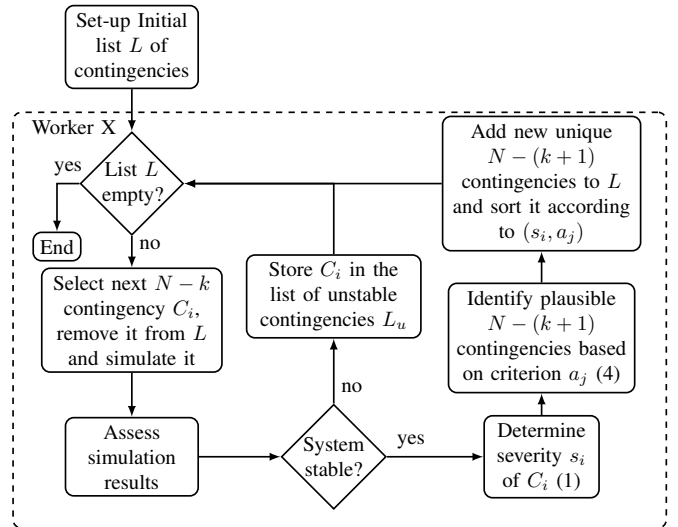 Set-up Initial
list L of
contingencies
Worker X
yes
List L
empty?
End
no
Select next N − k
contingency C_i,
remove it from L
and simulate it
Assess
simulation
results
System
stable?
no
Store C_i in the
list of unstable
contingencies L_u
yes
Determine
severity s_i
of C_i (1)
Identify plausible
N − (k + 1)
contingencies based
on criterion a_j (4)
Add new unique
N − (k + 1)
contingencies to L
and sort it according
to (s_i, a_j)